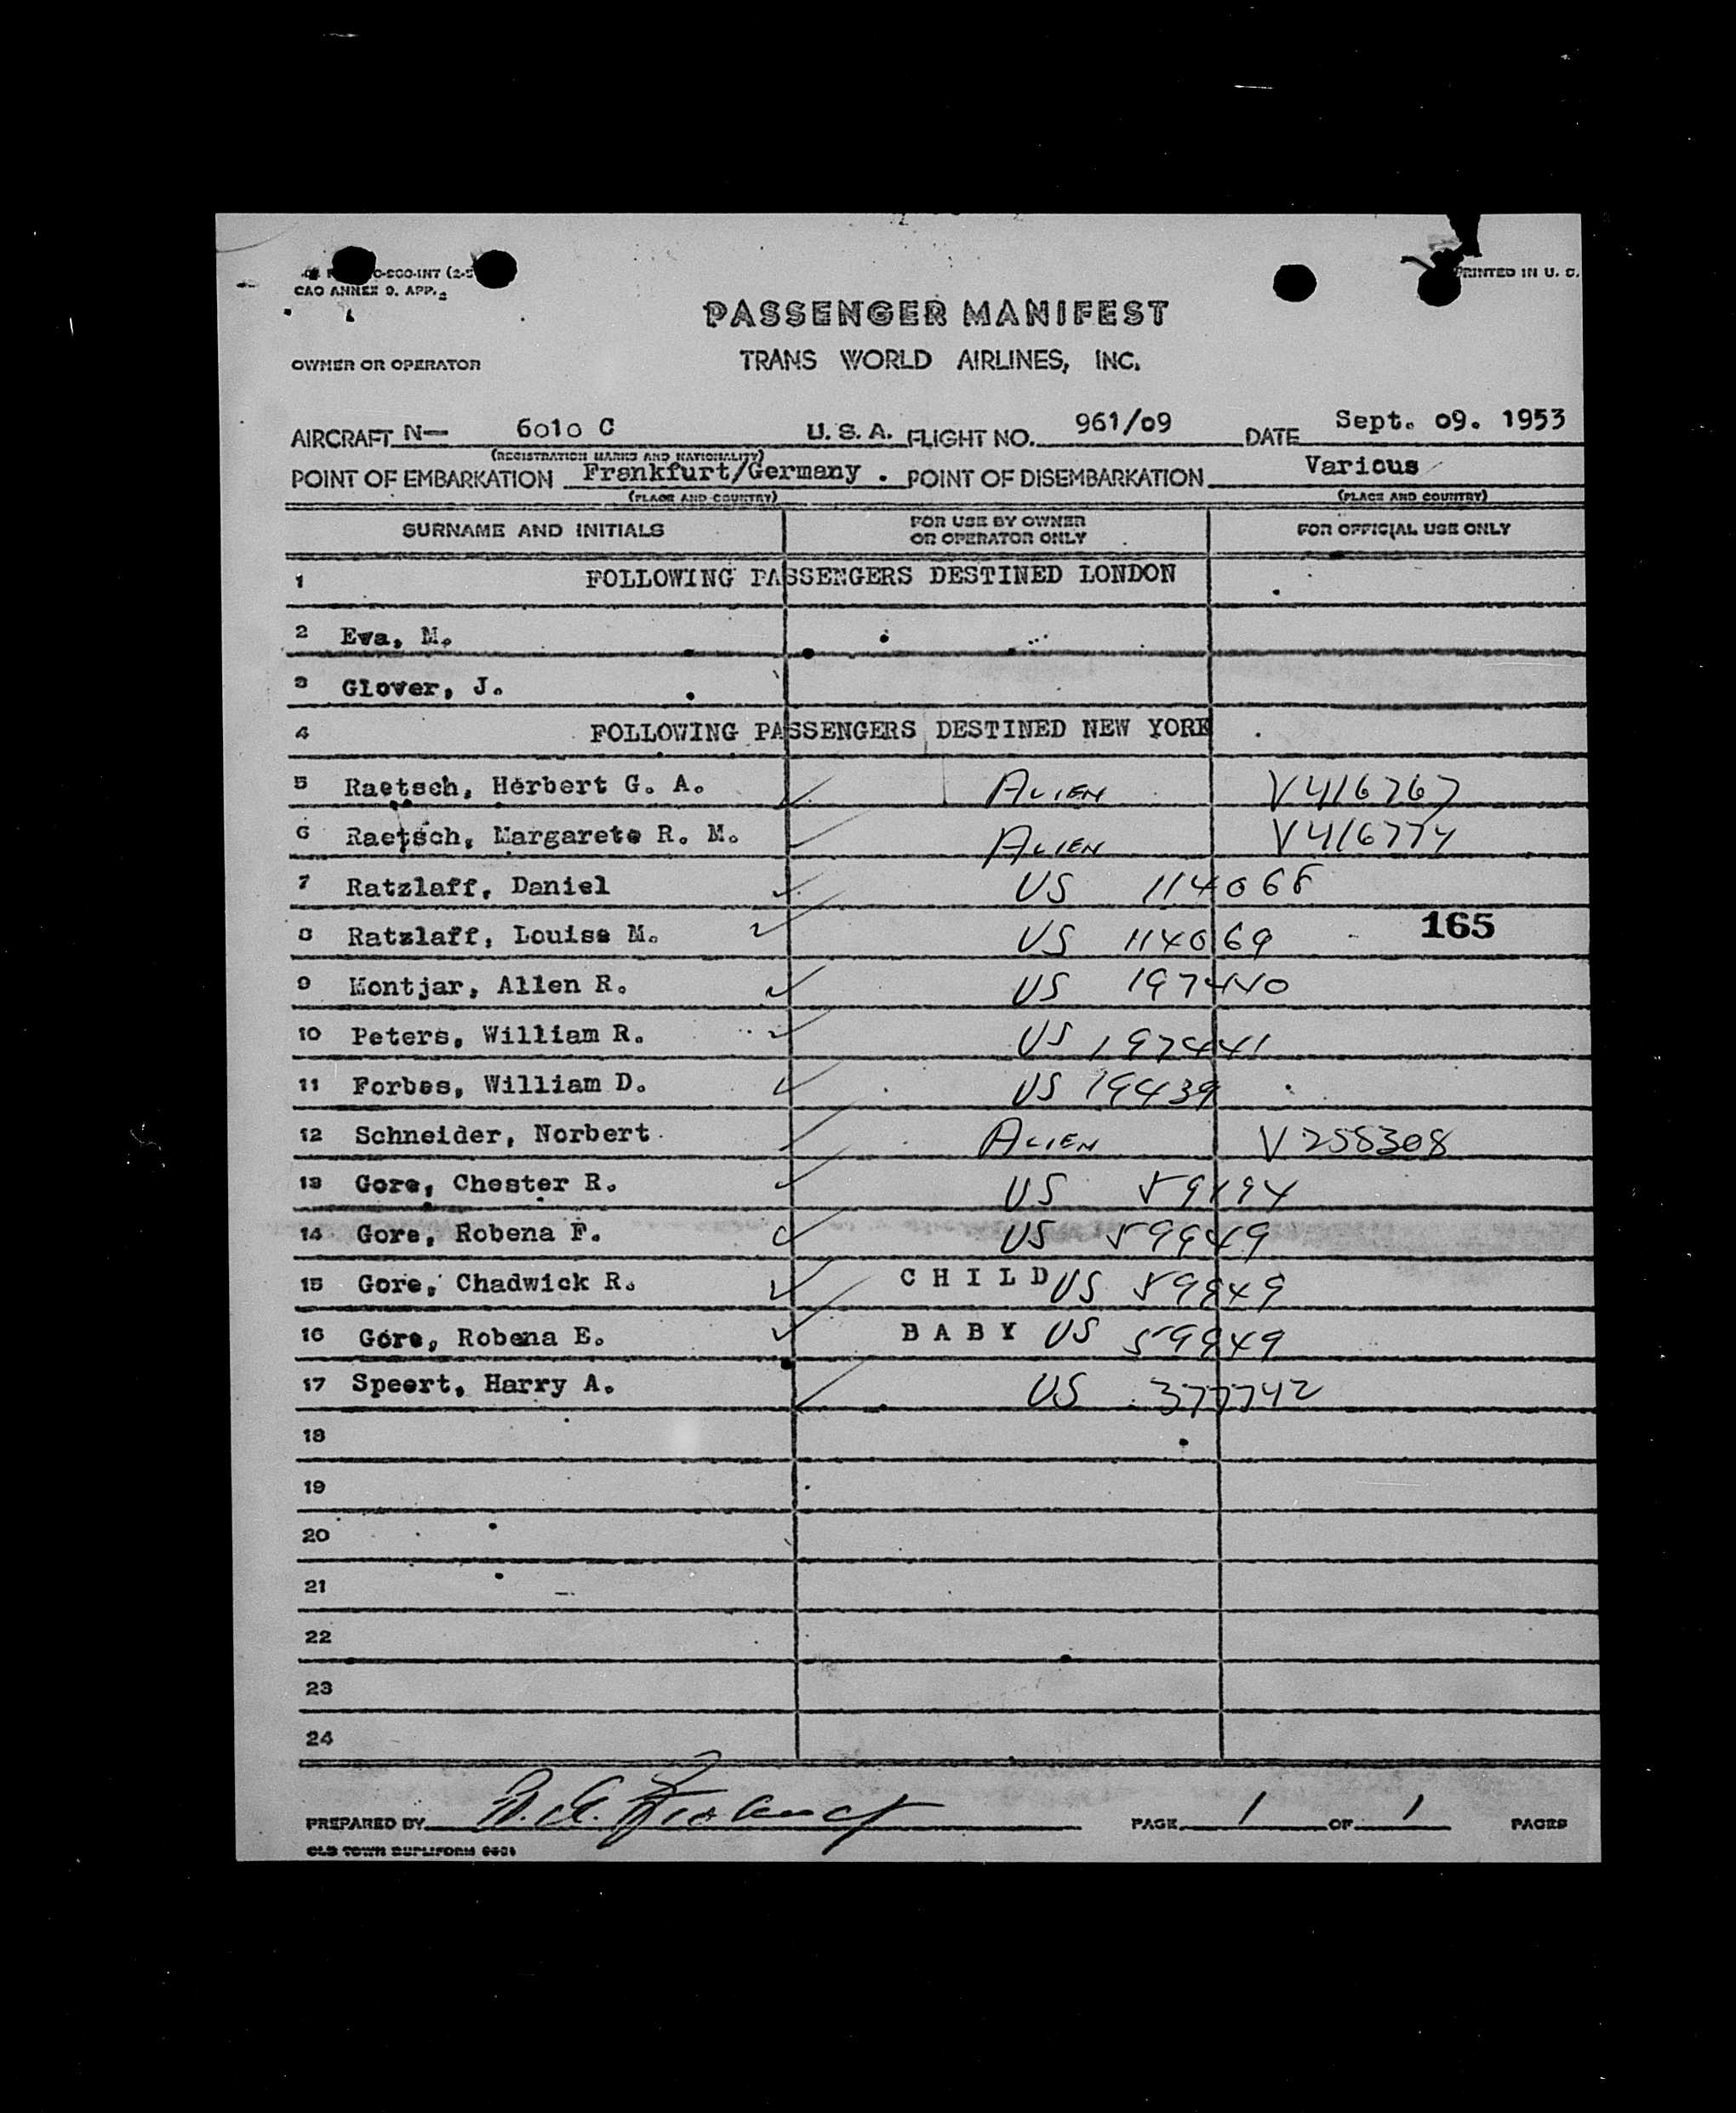 CAO ANNEX 9. APP. 2
PRINTED IN U. S.
PASSENGER MANIFEST
OWNER OR OPERATOR TRANS WORLD AIRLINES, INC.
AIRCRAFT N— 6010 C U. S. A. FLIGHT NO. 961/09 DATE Sept. 09. 1953
(REGISTRATION MARKS AND NATIONALITY)
POINT OF EMBARKATION Frankfurt/Germany . POINT OF DISEMBARKATION Various
(PLACE AND COUNTRY) (PLACE AND COUNTRY)
SURNAME AND INITIALS FOR USE BY OWNER OR OPERATOR ONLY FOR OFFICIAL USE ONLY
1 FOLLOWING PASSENGERS DESTINED LONDON
2 Eva, M.
3 Glover, J.
4 FOLLOWING PASSENGERS DESTINED NEW YORK
5 Raetsch, Herbert G. A. ALIEN V416767
6 Raetsch, Margarete R. M. ALIEN V416774
7 Ratzlaff, Daniel US 114068
8 Ratzlaff, Louise M. US 114069 165
9 Montjar, Allen R. US 197440
10 Peters, William R. US 197441
11 Forbes, William D. US 19439
12 Schneider, Norbert ALIEN V258308
13 Gore, Chester R. US
14 Gore, Robena F. US 59949
15 Gore, Chadwick R. CHILD US 59949
16 Gore, Robena E. BABY US 59949
17 Speert, Harry A. US 377742
18
19
20
21
22
23
24
PREPARED BY PAGE 1 OF 1 PAGES
OLD TOWN DUPLIFORM